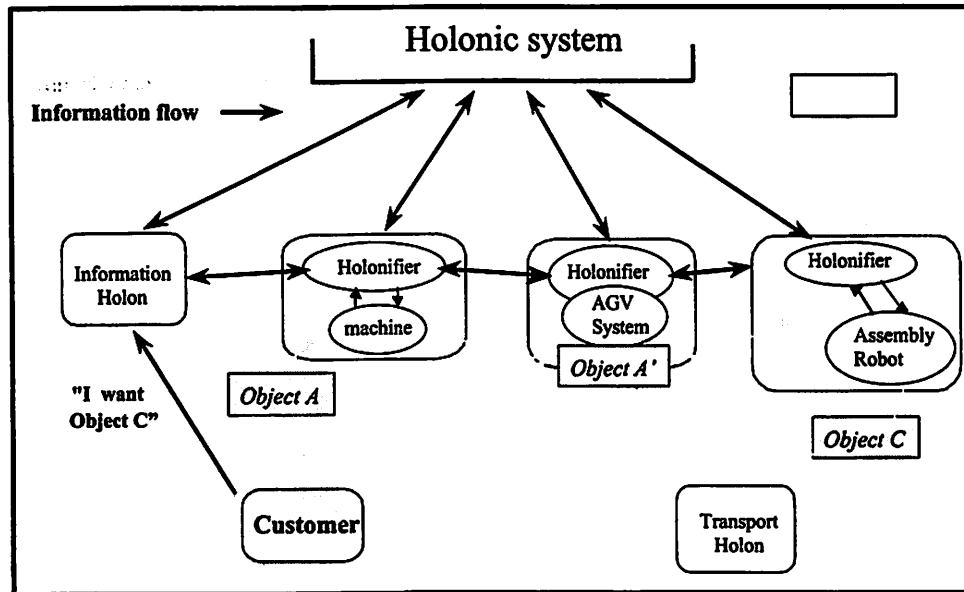 Holonic system
Information flow
Information
Holon
Holonifier
machine
Holonifier
AGV
System
Holonifier
Assembly
Robot
"I want
Object C"
Object A
Object A'
Object C
Customer
Transport
Holon